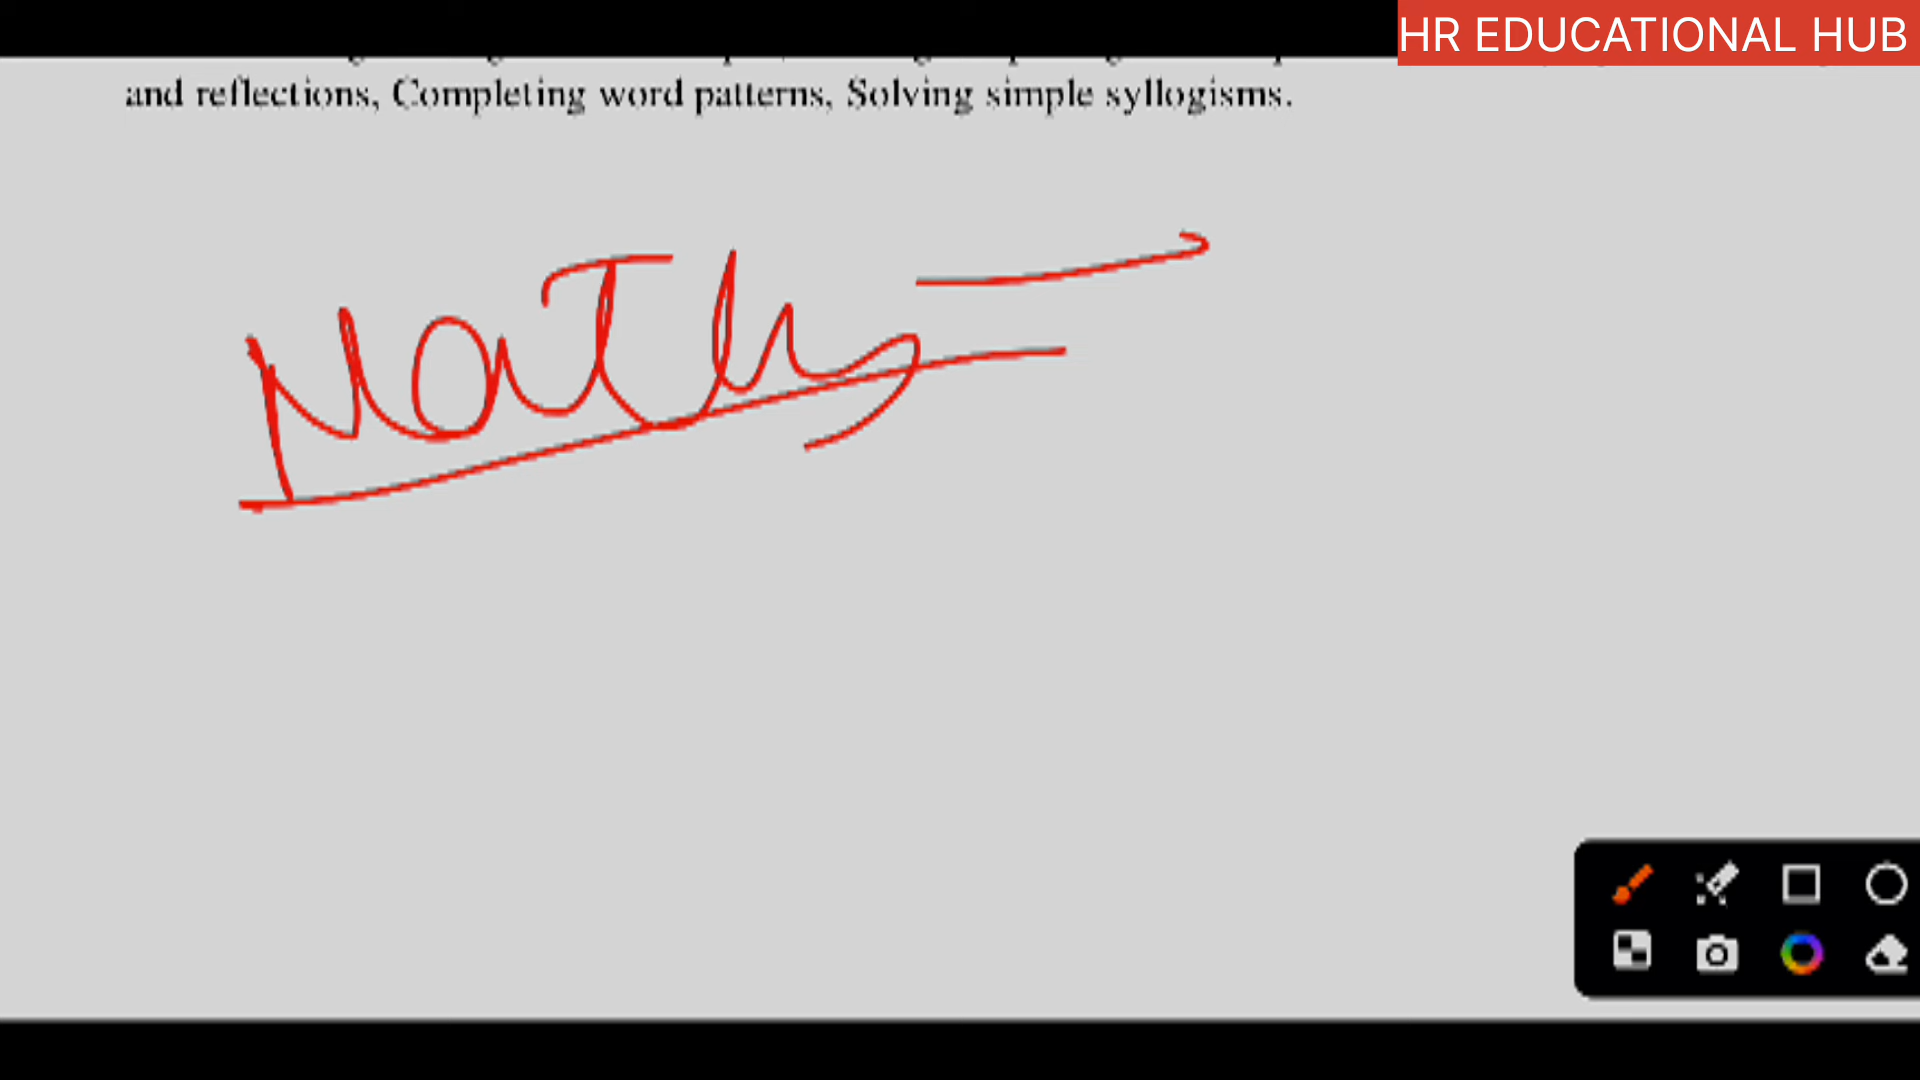 HR EDUCATIONAL HUB
and reflections, Completing word patterns, Solving simple syllogisms.
Maths